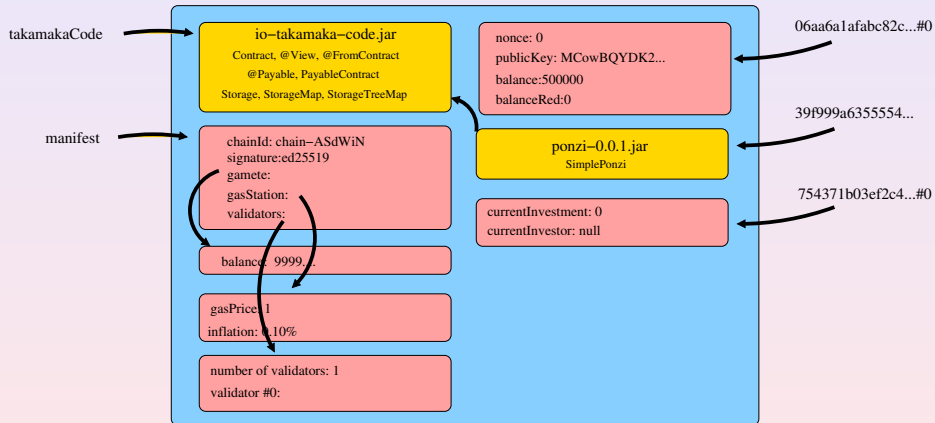 takamakaCode
io−takamaka−code.jar
Contract, @View, @FromContract
@Payable, PayableContract
Storage, StorageMap, StorageTreeMap
manifest
chainId: chain−ASdWiN
signature:ed25519
gamete:
gasStation:
validators:
balance: 9999...
gasPrice: 1
inflation: 0.10%
number of validators: 1
validator #0:
nonce: 0
publicKey: MCowBQYDK2...
balance:500000
balanceRed:0
06aa6a1afabc82c...#0
ponzi−0.0.1.jar
SimplePonzi
39f999a6355554...
currentInvestment: 0
currentInvestor: null
754371b03ef2c4...#0